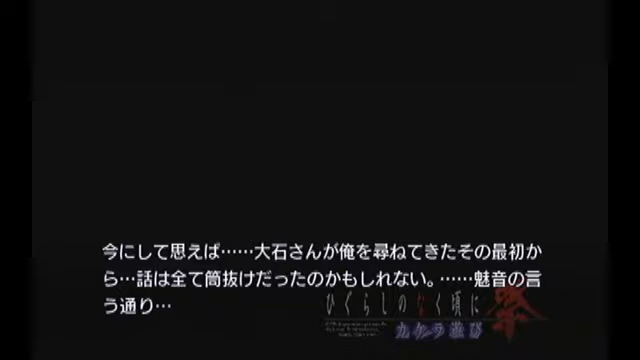 今にして思えば……大石さんが俺を尋ねてきたその最初か
ら…話は全て筒抜けだったのかもしれない。……魅音の言
う通り…
ひぐらしのなく頃に 祭
カケラ遊び